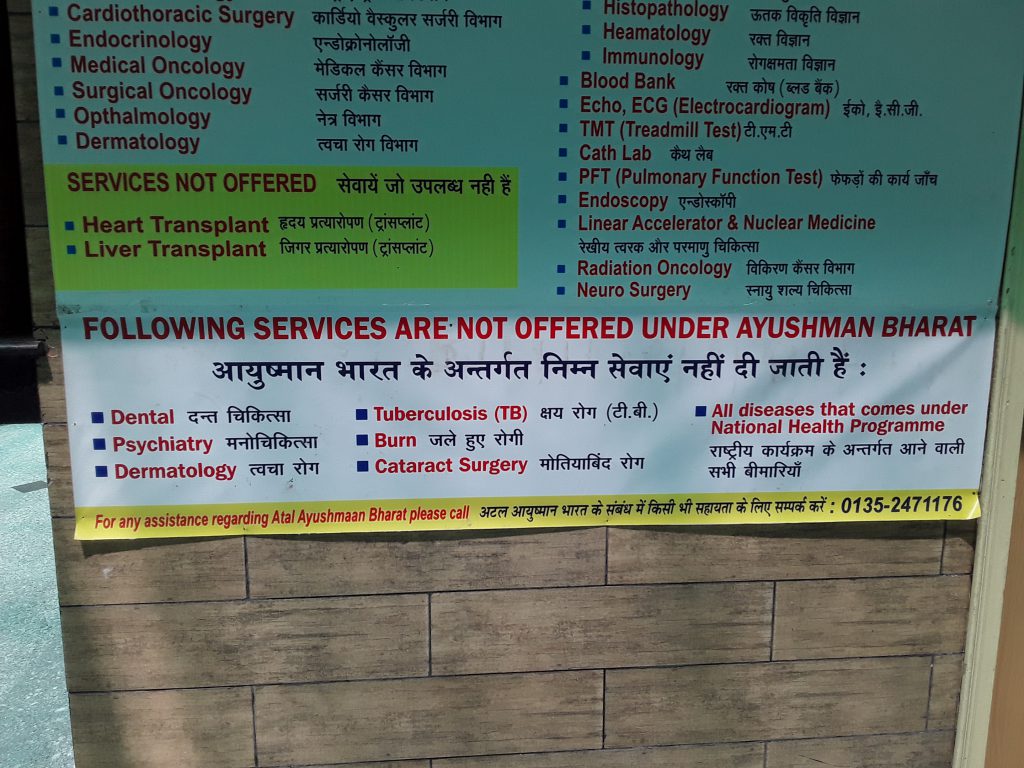 Cardiothoracic Surgery कार्डियो वैस्कुलर सर्जरी विभाग
Endocrinology एन्डोक्रोनोलॉजी
Medical Oncology मेडिकल कैंसर विभाग
Surgical Oncology सर्जरी कैसर विभाग
Opthalmology नेत्र विभाग
Dermatology त्वचा रोग विभाग
SERVICES NOT OFFERED सेवायें जो उपलब्ध नही हैं
Heart Transplant हृदय प्रत्यारोपण (ट्रांसप्लांट)
Liver Transplant जिगर प्रत्यारोपण (ट्रांसप्लांट)
Histopathology ऊतक विकृति विज्ञान
Heamatology रक्त विज्ञान
Immunology रोगक्षमता विज्ञान
Blood Bank रक्त कोष (ब्लड बैंक)
Echo, ECG (Electrocardiogram) ईको, इै.सी.जी.
TMT (Treadmill Test) टी.एम.टी
Cath Lab कैथ लैब
PFT (Pulmonary Function Test) फेफड़ों की कार्य जाँच
Endoscopy एन्डोस्कॉपी
Linear Accelerator & Nuclear Medicine
रेखीय त्वरक और परमाणु चिकित्सा
Radiation Oncology विकिरण कैंसर विभाग
Neuro Surgery स्नायु शल्य चिकित्सा
FOLLOWING SERVICES ARE NOT OFFERED UNDER AYUSHMAN BHARAT
आयुष्मान भारत के अन्तर्गत निम्न सेवाएं नहीं दी जाती हैं :
Dental दन्त चिकित्सा
Psychiatry मनोचिकित्सा
Dermatology त्वचा रोग
Tuberculosis (TB) क्षय रोग (टी.बी.)
Burn जले हुए रोगी
Cataract Surgery मोतियाबिंद रोग
All diseases that comes under
National Health Programme
राष्ट्रीय कार्यक्रम के अन्तर्गत आने वाली
सभी बीमारियाँ
For any assistance regarding Atal Ayushmaan Bharat please call अटल आयुष्मान भारत के संबंध में किसी भी सहायता के लिए सम्पर्क करें : 0135-2471176